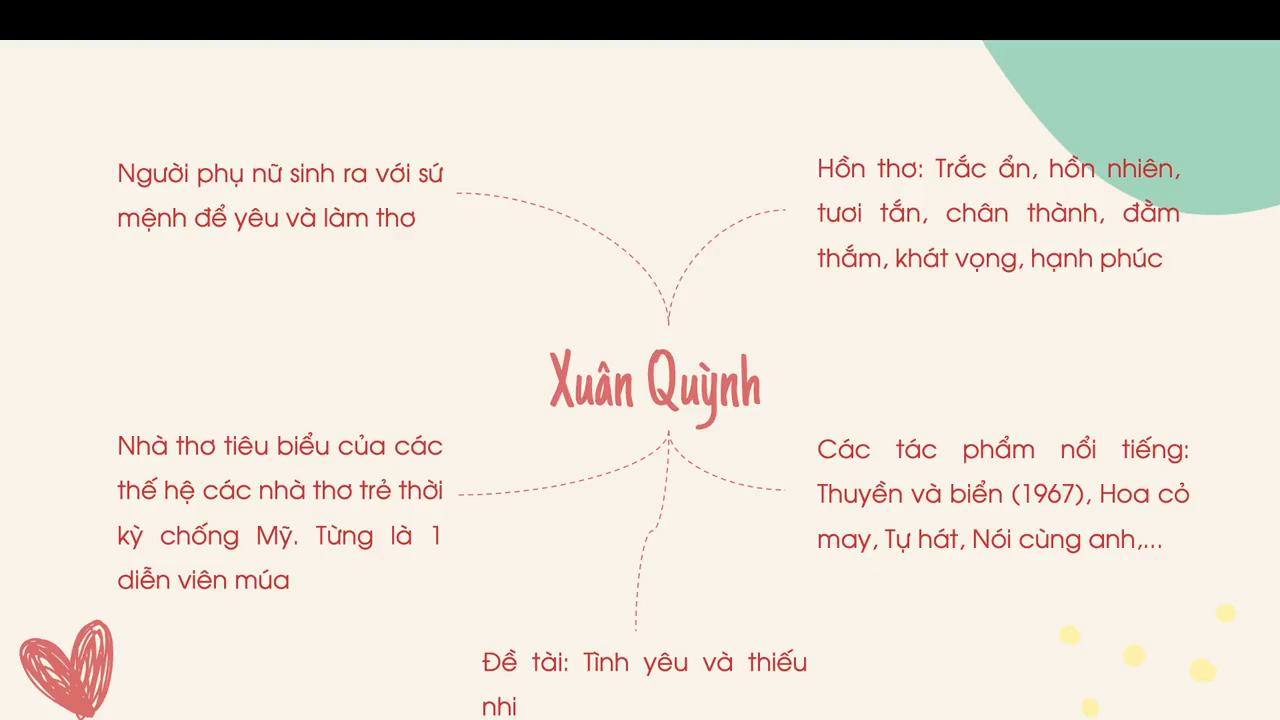 Người phụ nữ sinh ra với sứ
mệnh để yêu và làm thơ
Hồn thơ: Trắc ẩn, hồn nhiên,
tươi tắn, chân thành, đằm
thắm, khát vọng, hạnh phúc
Xuân Quỳnh
Nhà thơ tiêu biểu của các
thế hệ các nhà thơ trẻ thời
kỳ chống Mỹ. Từng là 1
diễn viên múa
Các tác phẩm nổi tiếng:
Thuyền và biển (1967), Hoa cỏ
may, Tự hát, Nói cùng anh,...
Đề tài: Tình yêu và thiếu
nhi